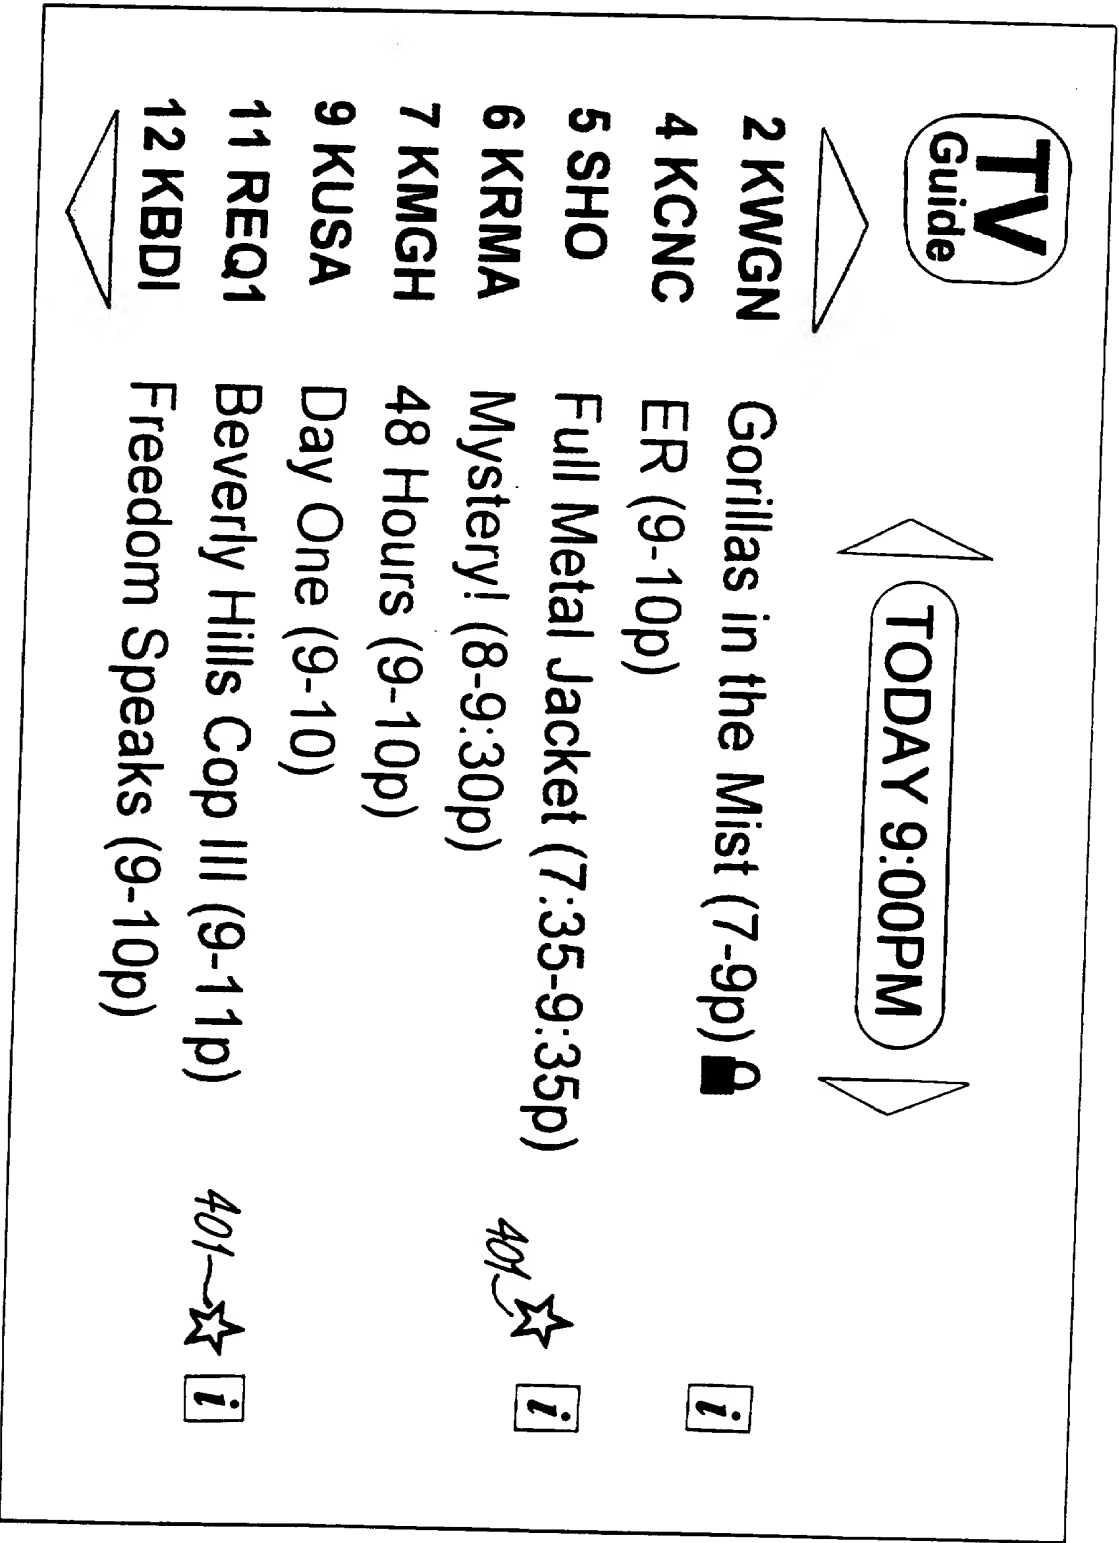 TV
Guide
TODAY 9:00PM
2 KWGN Gorillas in the Mist (7-9p) i
4 KCNC ER (9-10p)
5 SHO Full Metal Jacket (7:35-9:35p) 401 i
6 KRMA Mystery! (8-9:30p)
7 KMGH 48 Hours (9-10p)
9 KUSA Day One (9-10)
11 REQ1 Beverly Hills Cop III (9-11p) 401 i
12 KBDI Freedom Speaks (9-10p)